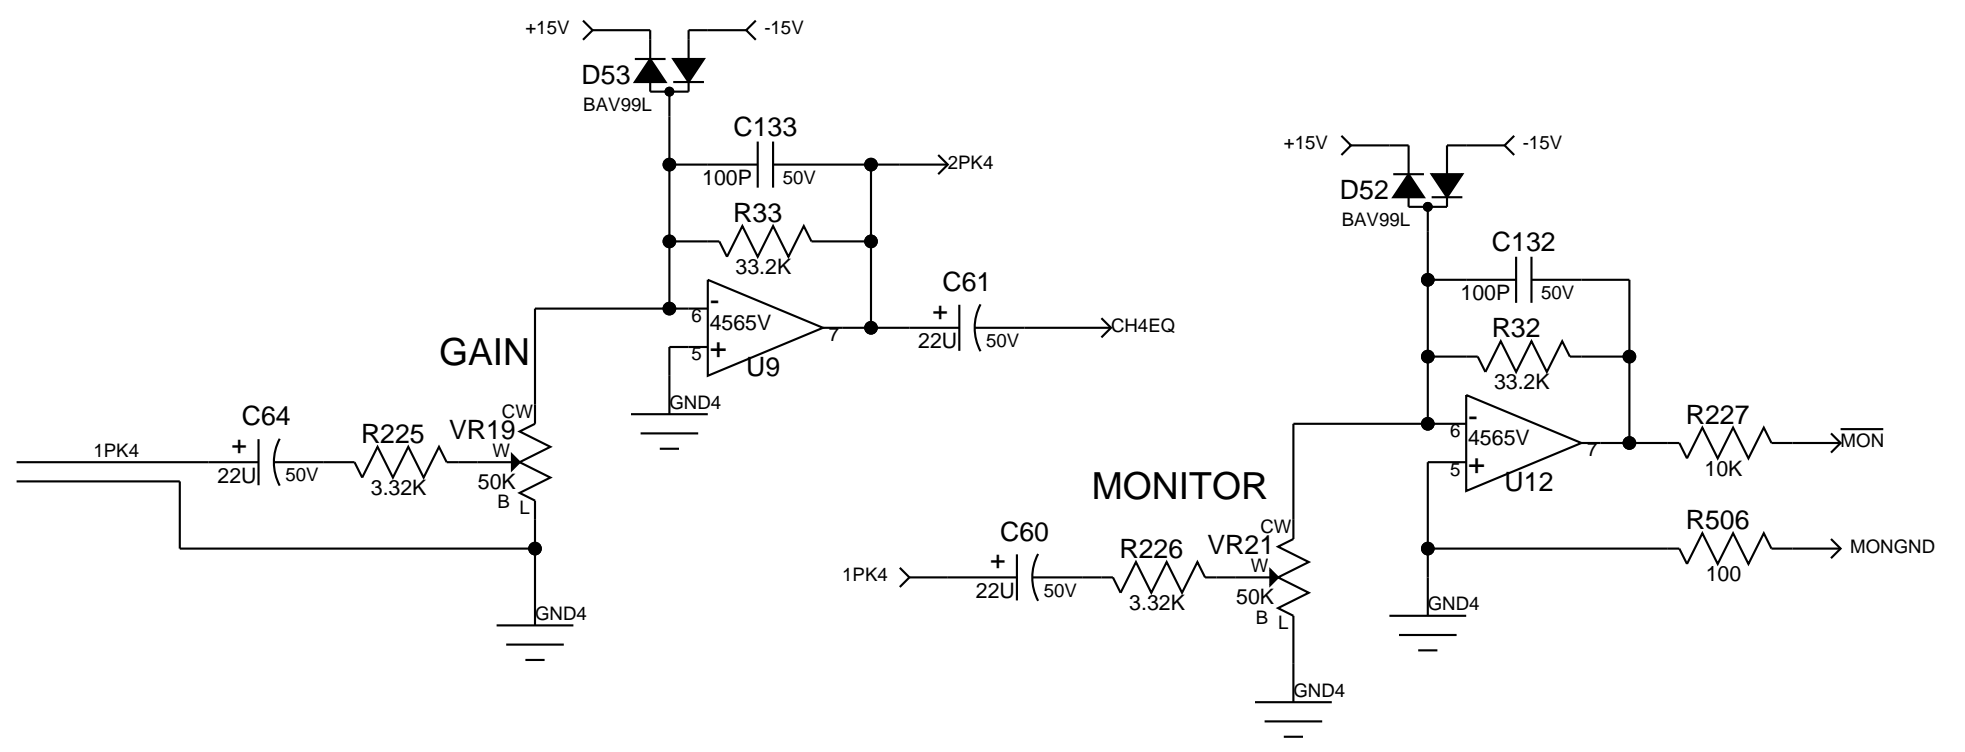 +15V
-15V
D53
BAV99L
C133
100P
50V
2PK4
R33
33.2K
6
-
4565V
7
5
+
U9
GND4
C61
+
22U
50V
CH4EQ
GAIN
1PK4
C64
+
22U
50V
R225
3.32K
CW
VR19
W
50K
B
L
GND4
+15V
-15V
D52
BAV99L
C132
100P
50V
R32
33.2K
6
-
4565V
7
5
+
U12
R227
10K
MON
R506
100
MONGND
GND4
MONITOR
1PK4
C60
+
22U
50V
R226
3.32K
CW
VR21
W
50K
B
L
GND4